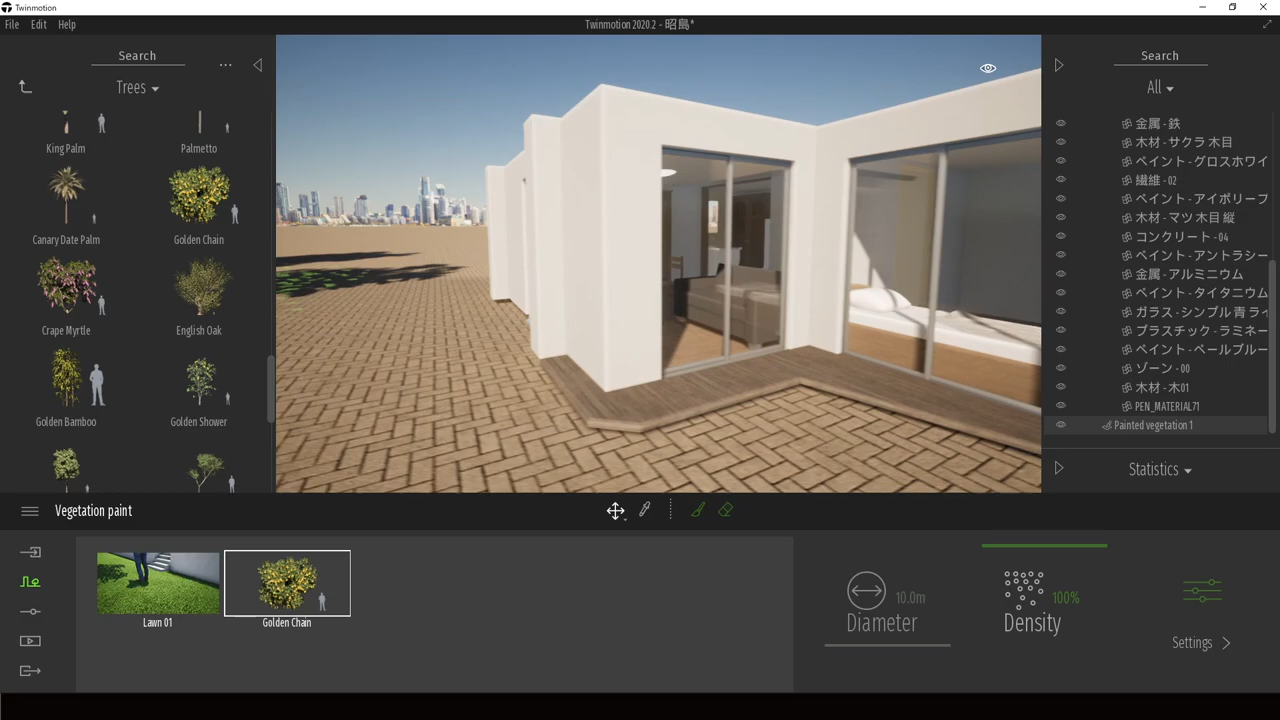 Twinmotion
File Edit Help
Twinmotion 2020.2 - 昭島*
Search
...
Trees
King Palm
Palmetto
Canary Date Palm
Golden Chain
Crape Myrtle
English Oak
Golden Bamboo
Golden Shower
Search
All
金属 - 鉄
木材 - サクラ 木目
ペイント - グロスホワイ
繊維 - 02
ペイント - アイボリーフ
木材 - マツ 木目 縦
コンクリート - 04
ペイント - アントラシー
金属 - アルミニウム
ペイント - タイタニウム
ガラス - シンプル 青 ライ
プラスチック - ラミネー
ペイント - ペールブルー
ゾーン - 00
木材 - 木01
PEN_MATERIAL71
Painted vegetation 1
Statistics
Vegetation paint
Lawn 01
Golden Chain
10.0m
Diameter
100%
Density
Settings